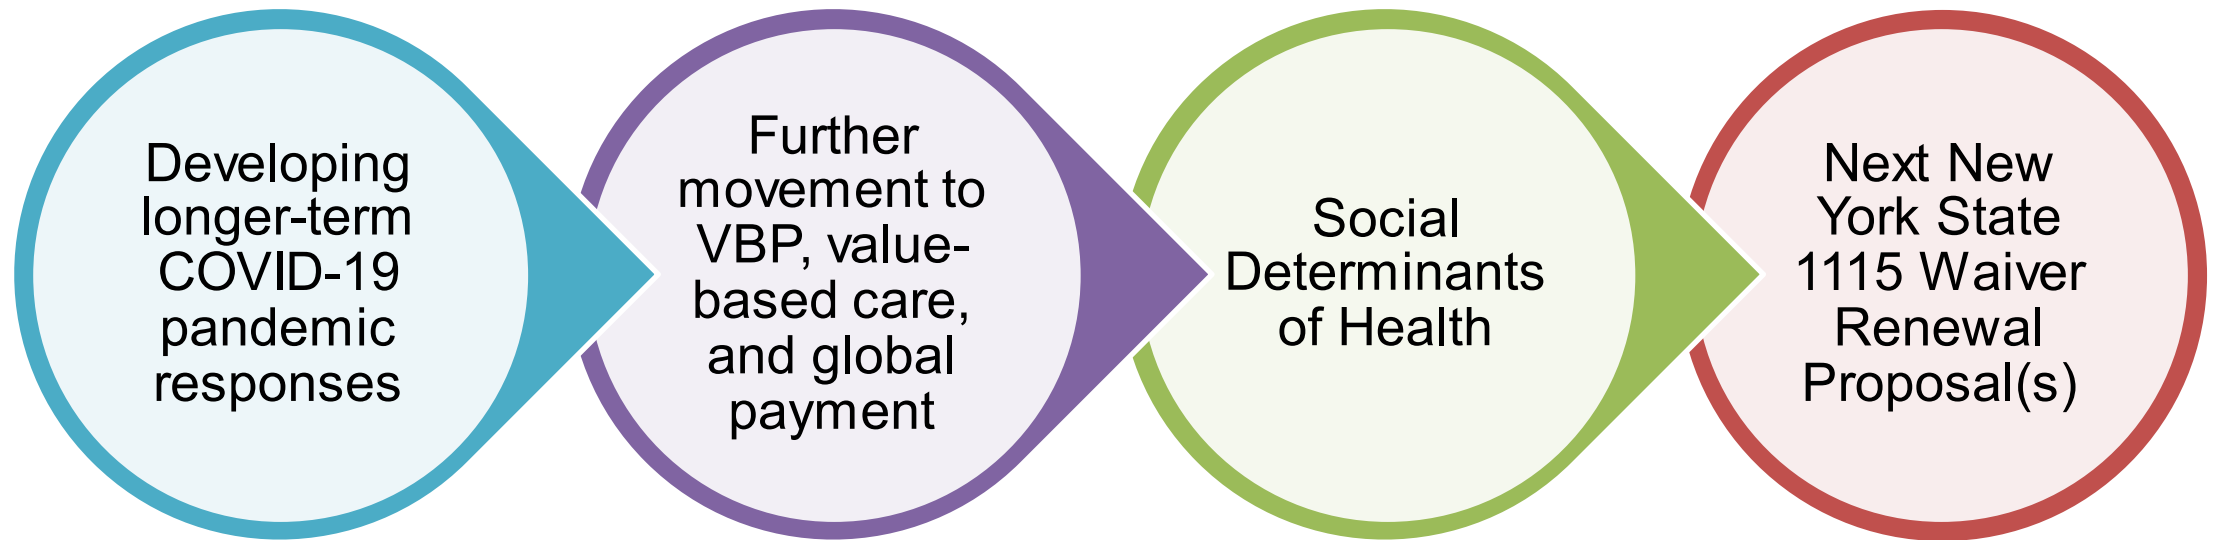 Developing
longer-term
COVID-19
pandemic
responses
Further
movement to
VBP, value-
based care,
and global
payment
Social
Determinants
of Health
Next New
York State
1115 Waiver
Renewal
Proposal(s)